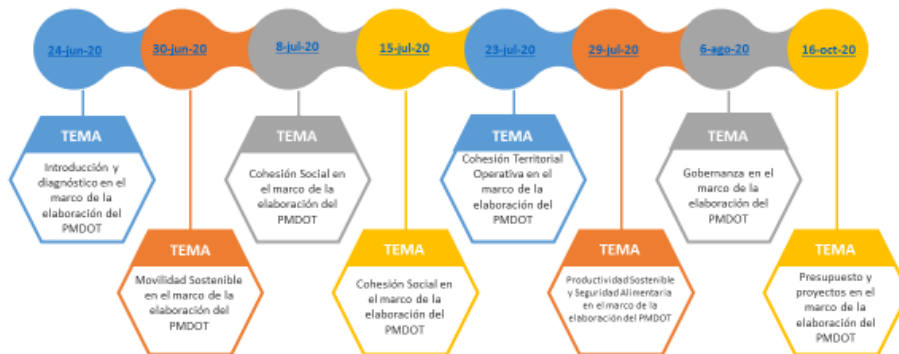 24-jun-20
30-jun-20
8-jul-20
15-jul-20
23-jul-20
29-jul-20
6-ago-20
16-oct-20
TEMA
Introducción y
diagnóstico en el
marco de la
elaboración del
PMDOT
TEMA
Movilidad Sostenible
en el marco de la
elaboración del
PMDOT
TEMA
Cohesión Social en
el marco de la
elaboración del
PMDOT
TEMA
Cohesión Social en
el marco de la
elaboración del
PMDOT
TEMA
Cohesión Territorial
Operativa en el
marco de la
elaboración del
PMDOT
TEMA
Productividad Sostenible
y Seguridad Alimentaria
en el marco de la
elaboración del PMDOT
TEMA
Gobernanza en el
marco de la
elaboración del
PMDOT
TEMA
Presupuesto y
proyectos en el
marco de la
elaboración del
PMDOT